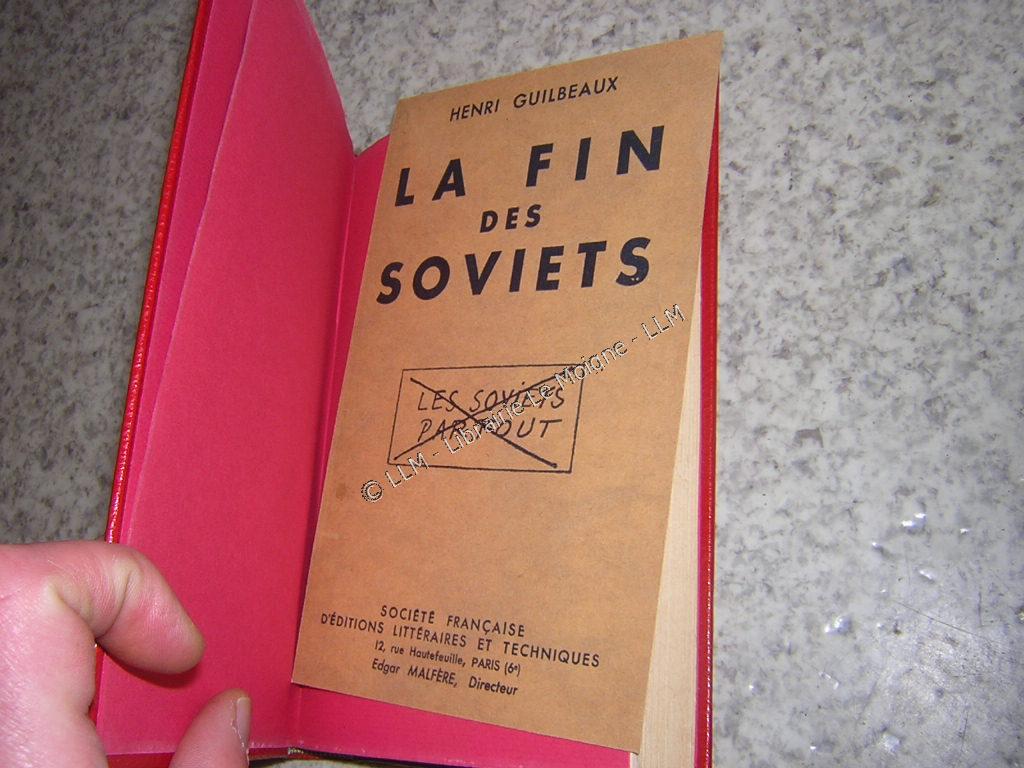 HENRI GUILBEAUX
LA FIN
DES
SOVIETS
LES SOVIETS
PARTOUT
© LLM - Librairie Le Moigne - LLM
SOCIÉTÉ FRANÇAISE
D'ÉDITIONS LITTÉRAIRES ET TECHNIQUES
12, rue Hautefeuille, PARIS (6e)
Edgar MALFÈRE, Directeur